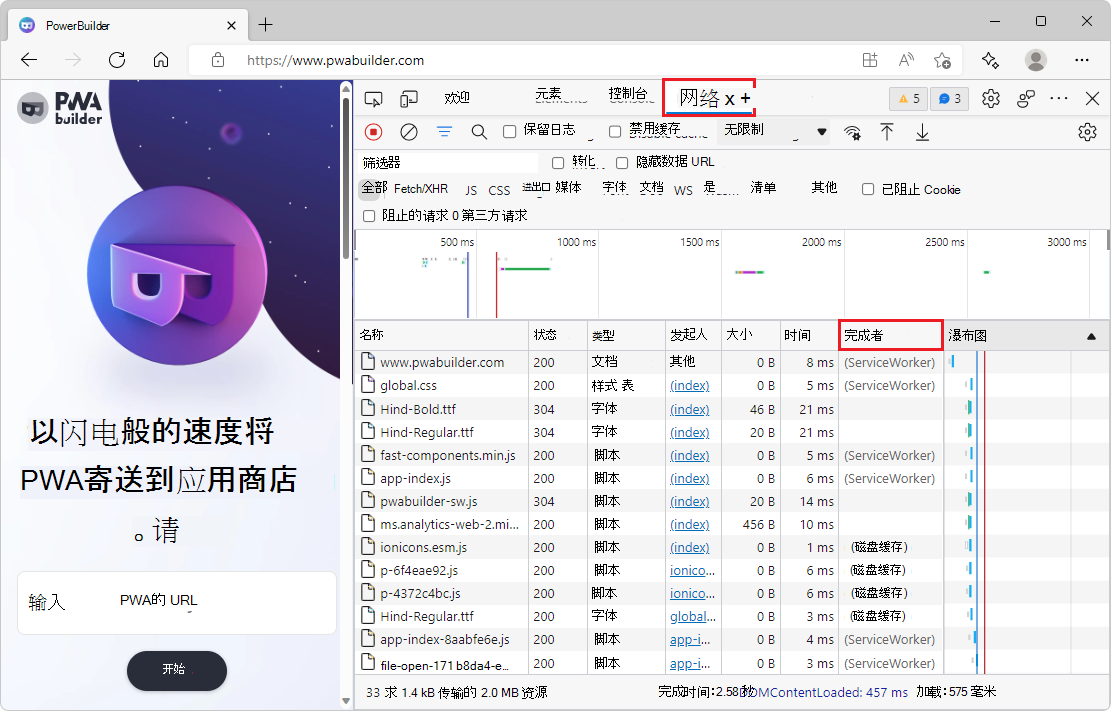 PowerBuilder
https://www.pwabuilder.com
PWA
builder
以闪电般的速度将
PWA寄送到应用商店
。请
输入 PWA的 URL
开始
欢迎 元素 控制台 网络 x + 5 3
保留日志 禁用缓存 无限制
筛选器 转化 隐藏数据 URL
全部 Fetch/XHR JS CSS 进出口 媒体 字体 文档 WS 是 清单 其他 已阻止 Cookie
阻止的请求 0 第三方请求
500 ms 1000 ms 1500 ms 2000 ms 2500 ms 3000 ms
名称 状态 类型 发起人 大小 时间 完成者 瀑布图
www.pwabuilder.com 200 文档 其他 0 B 8 ms (ServiceWorker)
global.css 200 样式 表 (index) 0 B 5 ms (ServiceWorker)
Hind-Bold.ttf 304 字体 (index) 46 B 21 ms
Hind-Regular.ttf 304 字体 (index) 20 B 21 ms
fast-components.min.js 200 脚本 (index) 0 B 5 ms (ServiceWorker)
app-index.js 200 脚本 (index) 0 B 6 ms (ServiceWorker)
pwabuilder-sw.js 304 脚本 (index) 20 B 14 ms
ms.analytics-web-2.mi... 200 脚本 (index) 456 B 10 ms
ionicons.esm.js 200 脚本 (index) 0 B 1 ms (磁盘缓存)
p-6f4eae92.js 200 脚本 ionico... 0 B 6 ms (磁盘缓存)
p-4372c4bc.js 200 脚本 ionico... 0 B 6 ms (磁盘缓存)
Hind-Regular.ttf 200 字体 global... 0 B 3 ms (磁盘缓存)
app-index-8aabfe6e.js 200 脚本 app-i... 0 B 4 ms (ServiceWorker)
file-open-171b8da4-e... 200 脚本 app-i... 0 B 3 ms (ServiceWorker)
33 求 1.4 kB 传输的 2.0 MB 资源 完成时间:2.58 秒 DOMContentLoaded: 457 ms 加载:575 毫米